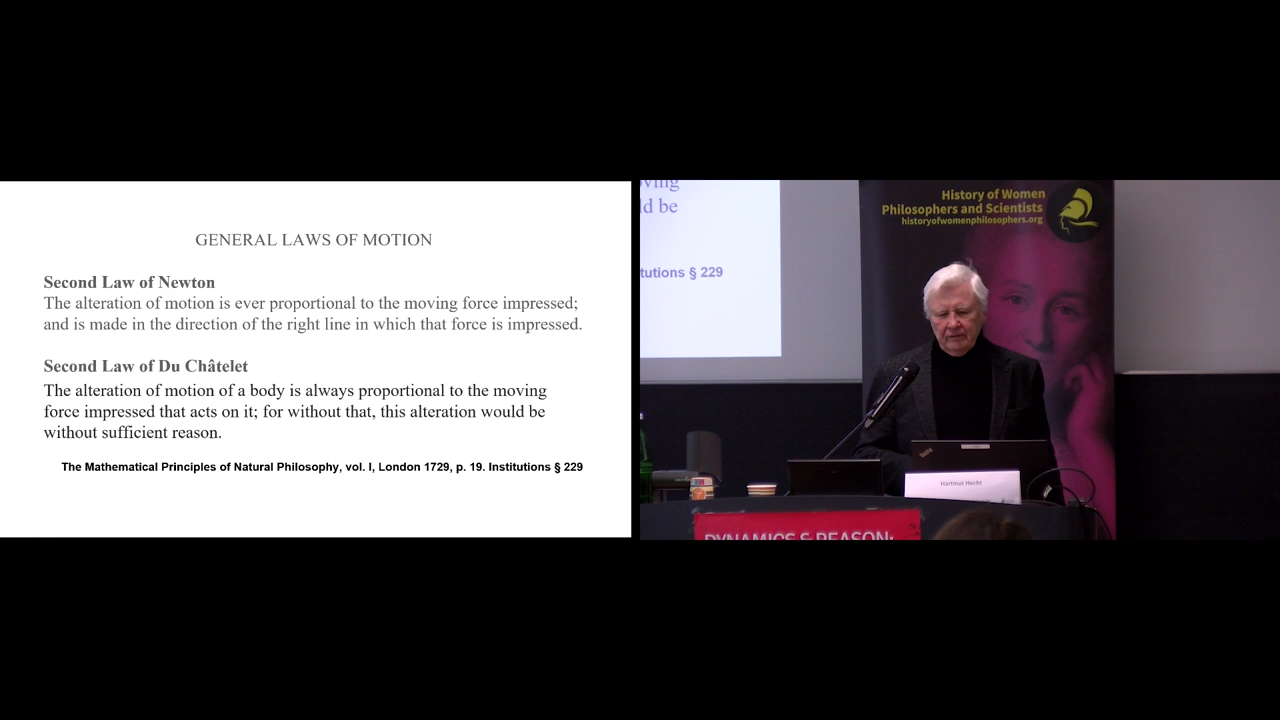 GENERAL LAWS OF MOTION
Second Law of Newton
The alteration of motion is ever proportional to the moving force impressed;
and is made in the direction of the right line in which that force is impressed.
Second Law of Du Châtelet
The alteration of motion of a body is always proportional to the moving
force impressed that acts on it; for without that, this alteration would be
without sufficient reason.
The Mathematical Principles of Natural Philosophy, vol. I, London 1729, p. 19. Institutions § 229
ving
ld be
tutions § 229
History of Women
Philosophers and Scientists
historyofwomenphilosophers.org
Hartmut Hecht
DYNAMICS & REASON: